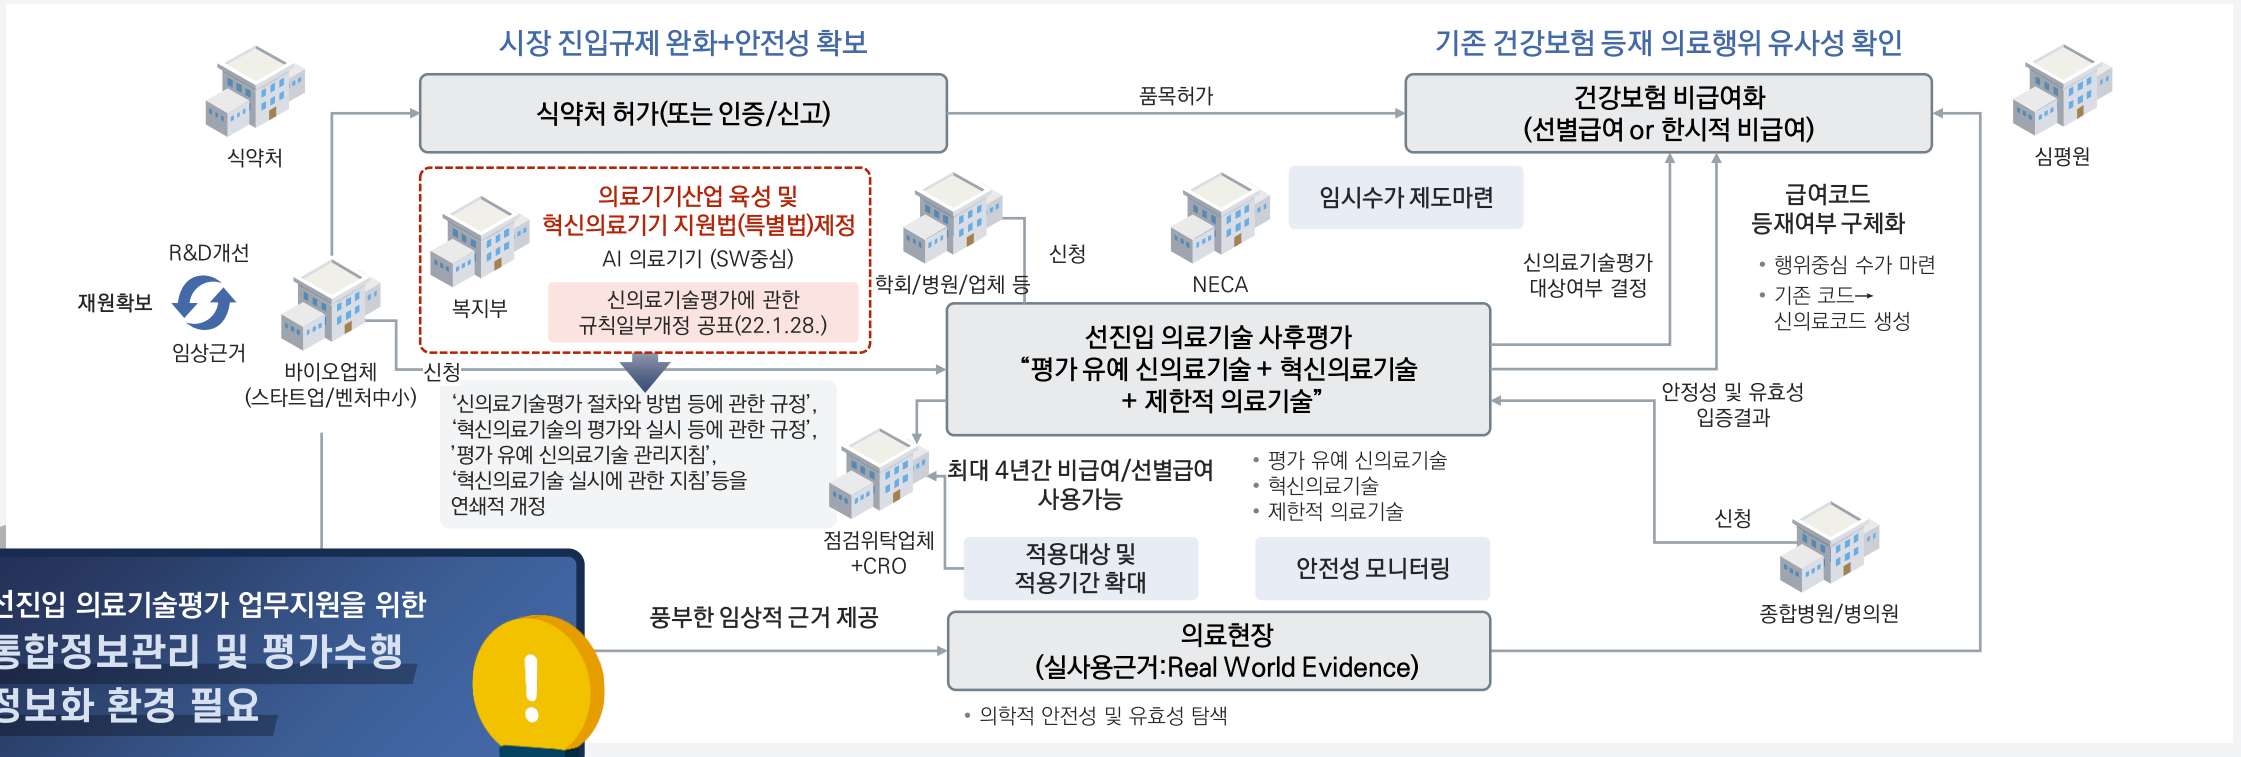 시장 진입규제 완화+안전성 확보
기존 건강보험 등재 의료행위 유사성 확인
식약처
식약처 허가(또는 인증/신고)
품목허가
건강보험 비급여화
(선별급여 or 한시적 비급여)
심평원
의료기기산업 육성 및
혁신의료기기 지원법(특별법)제정
AI 의료기기 (SW중심)
신의료기술평가에 관한
규칙일부개정 공표(22.1.28.)
복지부
학회/병원/업체 등
신청
NECA
임시수가 제도마련
신의료기술평가
대상여부 결정
급여코드
등재여부 구체화
• 행위중심 수가 마련
• 기존 코드→
신의료코드 생성
R&D개선
재원확보
임상근거
바이오업체
(스타트업/벤처中小)
신청
선진입 의료기술 사후평가
“평가 유예 신의료기술 + 혁신의료기술
+ 제한적 의료기술”
‘신의료기술평가 절차와 방법 등에 관한 규정’,
‘혁신의료기술의 평가와 실시 등에 관한 규정’,
’평가 유예 신의료기술 관리지침’,
‘혁신의료기술 실시에 관한 지침’등을
연쇄적 개정
안정성 및 유효성
입증결과
점검위탁업체
+CRO
최대 4년간 비급여/선별급여
사용가능
• 평가 유예 신의료기술
• 혁신의료기술
• 제한적 의료기술
신청
적용대상 및
적용기간 확대
안전성 모니터링
종합병원/병의원
선진입 의료기술평가 업무지원을 위한
통합정보관리 및 평가수행
정보화 환경 필요
풍부한 임상적 근거 제공
의료현장
(실사용근거:Real World Evidence)
• 의학적 안전성 및 유효성 탐색